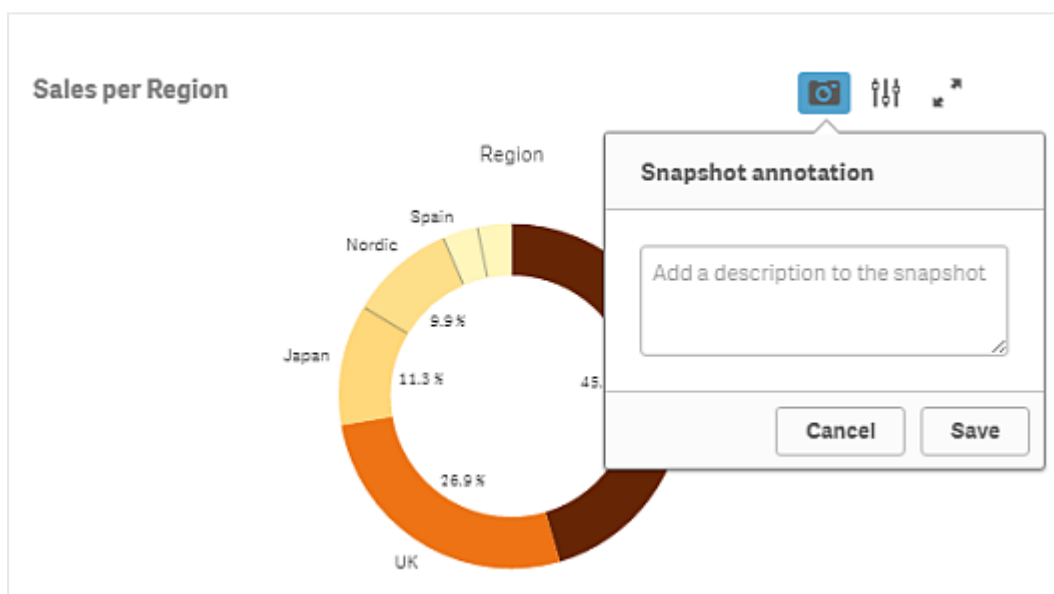 Sales per Region
Region
Snapshot annotation
Add a description to the snapshot
Cancel
Save
Spain
Nordic
9.9%
Japan
11.3%
45.
26.9%
UK